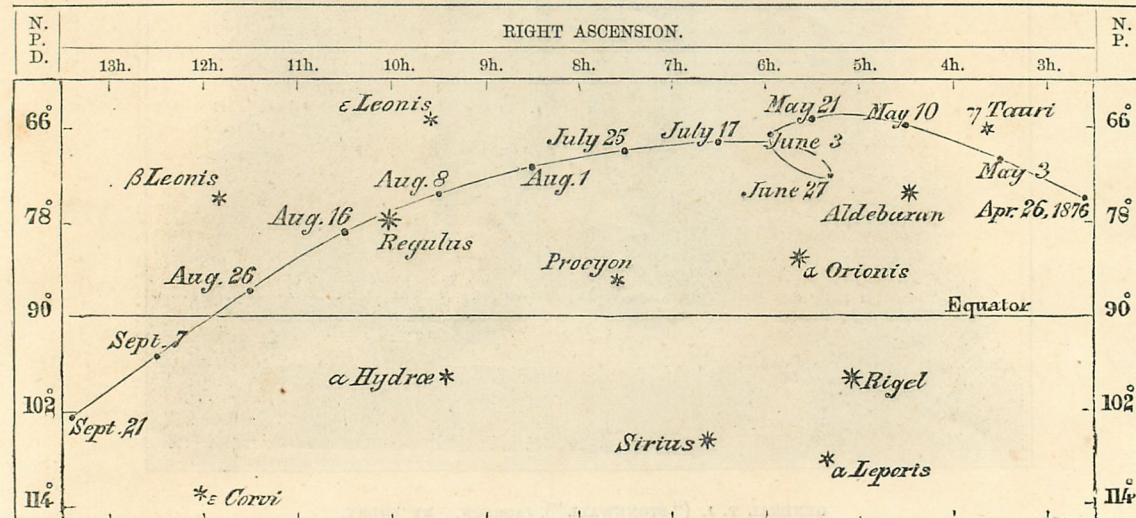 N. P. D.
RIGHT ASCENSION.
N. P.
13h. 12h. 11h. 10h. 9h. 8h. 7h. 6h. 5h. 4h. 3h.
ε Leonis
May 21
May 10
η Tauri
66°
66°
July 25
July 17
June 3
β Leonis
Aug. 8
Aug. 1
May 3
June 27
Aug. 16
Regulus
Aldebaran
Apr. 26, 1876
78°
78°
Aug. 26
Procyon
α Orionis
90°
Equator
90°
Sept. 7
α Hydræ
Rigel
102°
102°
Sept. 21
Sirius
α Leporis
114°
ε Corvi
114°